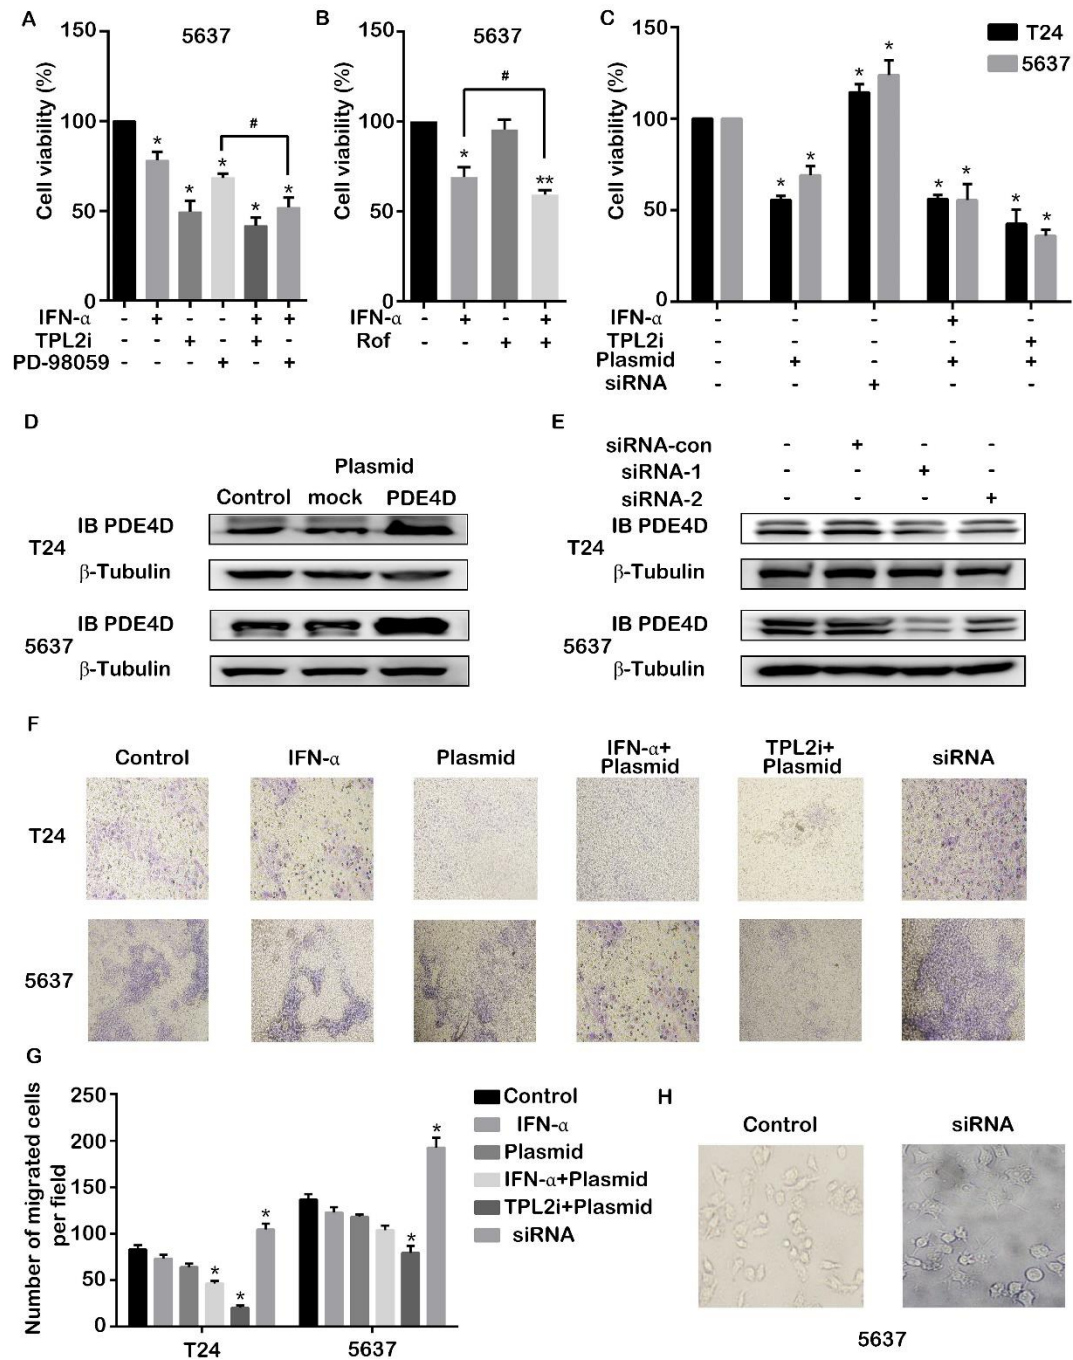 A
5637
Cell viability (%)
150
100
50
0
* * * * *
#
IFN-α - + - - + +
TPL2i - - + - + -
PD-98059 - - - + - +
B
5637
Cell viability (%)
150
100
50
0
* **
#
IFN-α - + - +
Rof - - + +
C
Cell viability (%)
150
100
50
0
T24
5637
* * * * * * * *
IFN-α - - - + -
TPL2i - - - - +
Plasmid - + - + +
siRNA - - + - -
D
Plasmid
Control mock PDE4D
T24
IB PDE4D
β-Tubulin
5637
IB PDE4D
β-Tubulin
E
siRNA-con - + - -
siRNA-1 - - + -
siRNA-2 - - - +
T24
IB PDE4D
β-Tubulin
5637
IB PDE4D
β-Tubulin
F
Control IFN-α Plasmid IFN-α+ Plasmid TPL2i+ Plasmid siRNA
T24
5637
G
Number of migrated cells
per field
250
200
150
100
50
0
* * * * *
T24 5637
Control
IFN-α
Plasmid
IFN-α+Plasmid
TPL2i+Plasmid
siRNA
H
Control siRNA
5637